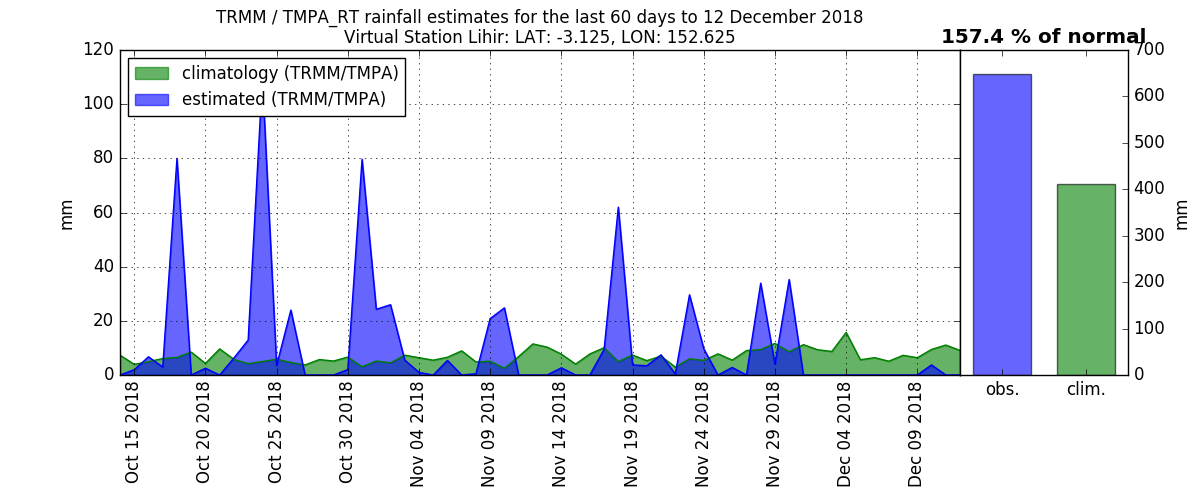 TRMM / TMPA_RT rainfall estimates for the last 60 days to 12 December 2018
Virtual Station Lihir: LAT: -3.125, LON: 152.625
157.4 % of normal
climatology (TRMM/TMPA)
estimated (TRMM/TMPA)
120
100
80
60
40
20
0
mm
Oct 15 2018
Oct 20 2018
Oct 25 2018
Oct 30 2018
Nov 04 2018
Nov 09 2018
Nov 14 2018
Nov 19 2018
Nov 24 2018
Nov 29 2018
Dec 04 2018
Dec 09 2018
700
600
500
400
300
200
100
0
mm
obs.
clim.